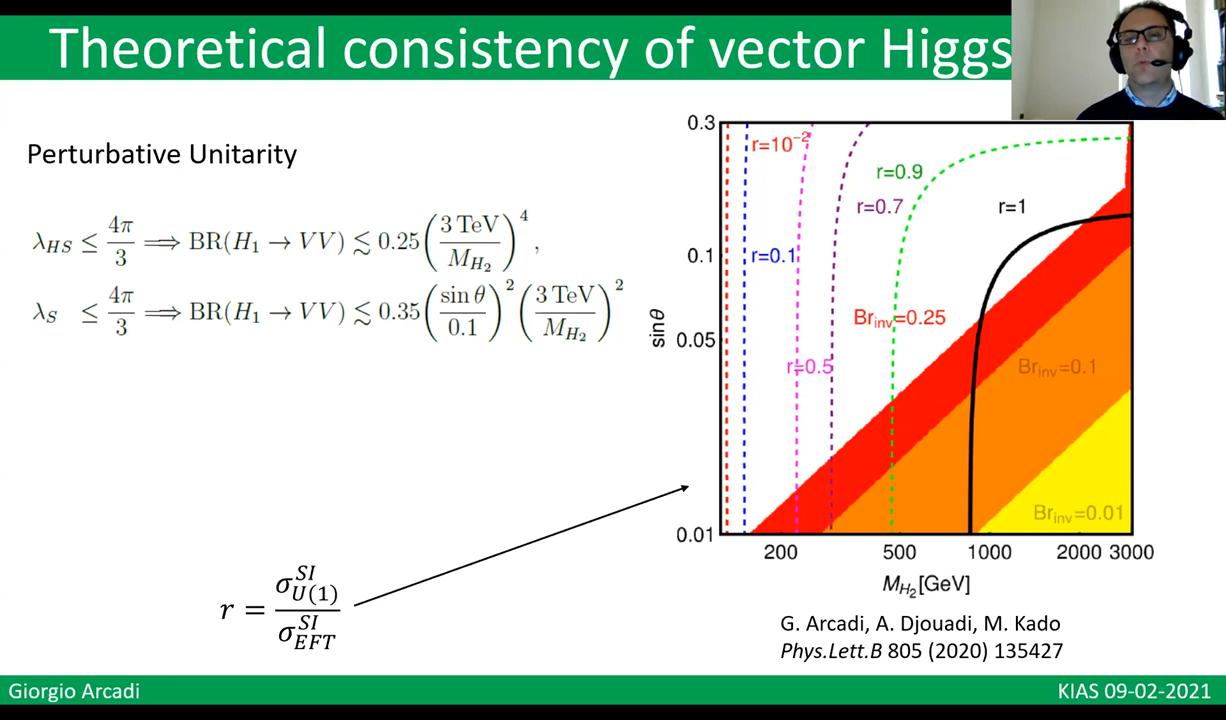 Theoretical consistency of vector Higgs
Perturbative Unitarity
λ_HS ≤ 4π/3 ⟹ BR(H₁ → VV) ≲ 0.25 (3 TeV/M_H₂)⁴,
λ_S ≤ 4π/3 ⟹ BR(H₁ → VV) ≲ 0.35 (sin θ/0.1)² (3 TeV/M_H₂)²
r = σ^SI_U(1) / σ^SI_EFT
0.3
r=10⁻²
r=0.9
r=0.7
r=1
0.1
r=0.1
Br_inv=0.25
sinθ
0.05
r=0.5
Br_inv=0.1
Br_inv=0.01
0.01
200 500 1000 2000 3000
M_H₂[GeV]
G. Arcadi, A. Djouadi, M. Kado
Phys.Lett.B 805 (2020) 135427
Giorgio Arcadi
KIAS 09-02-2021